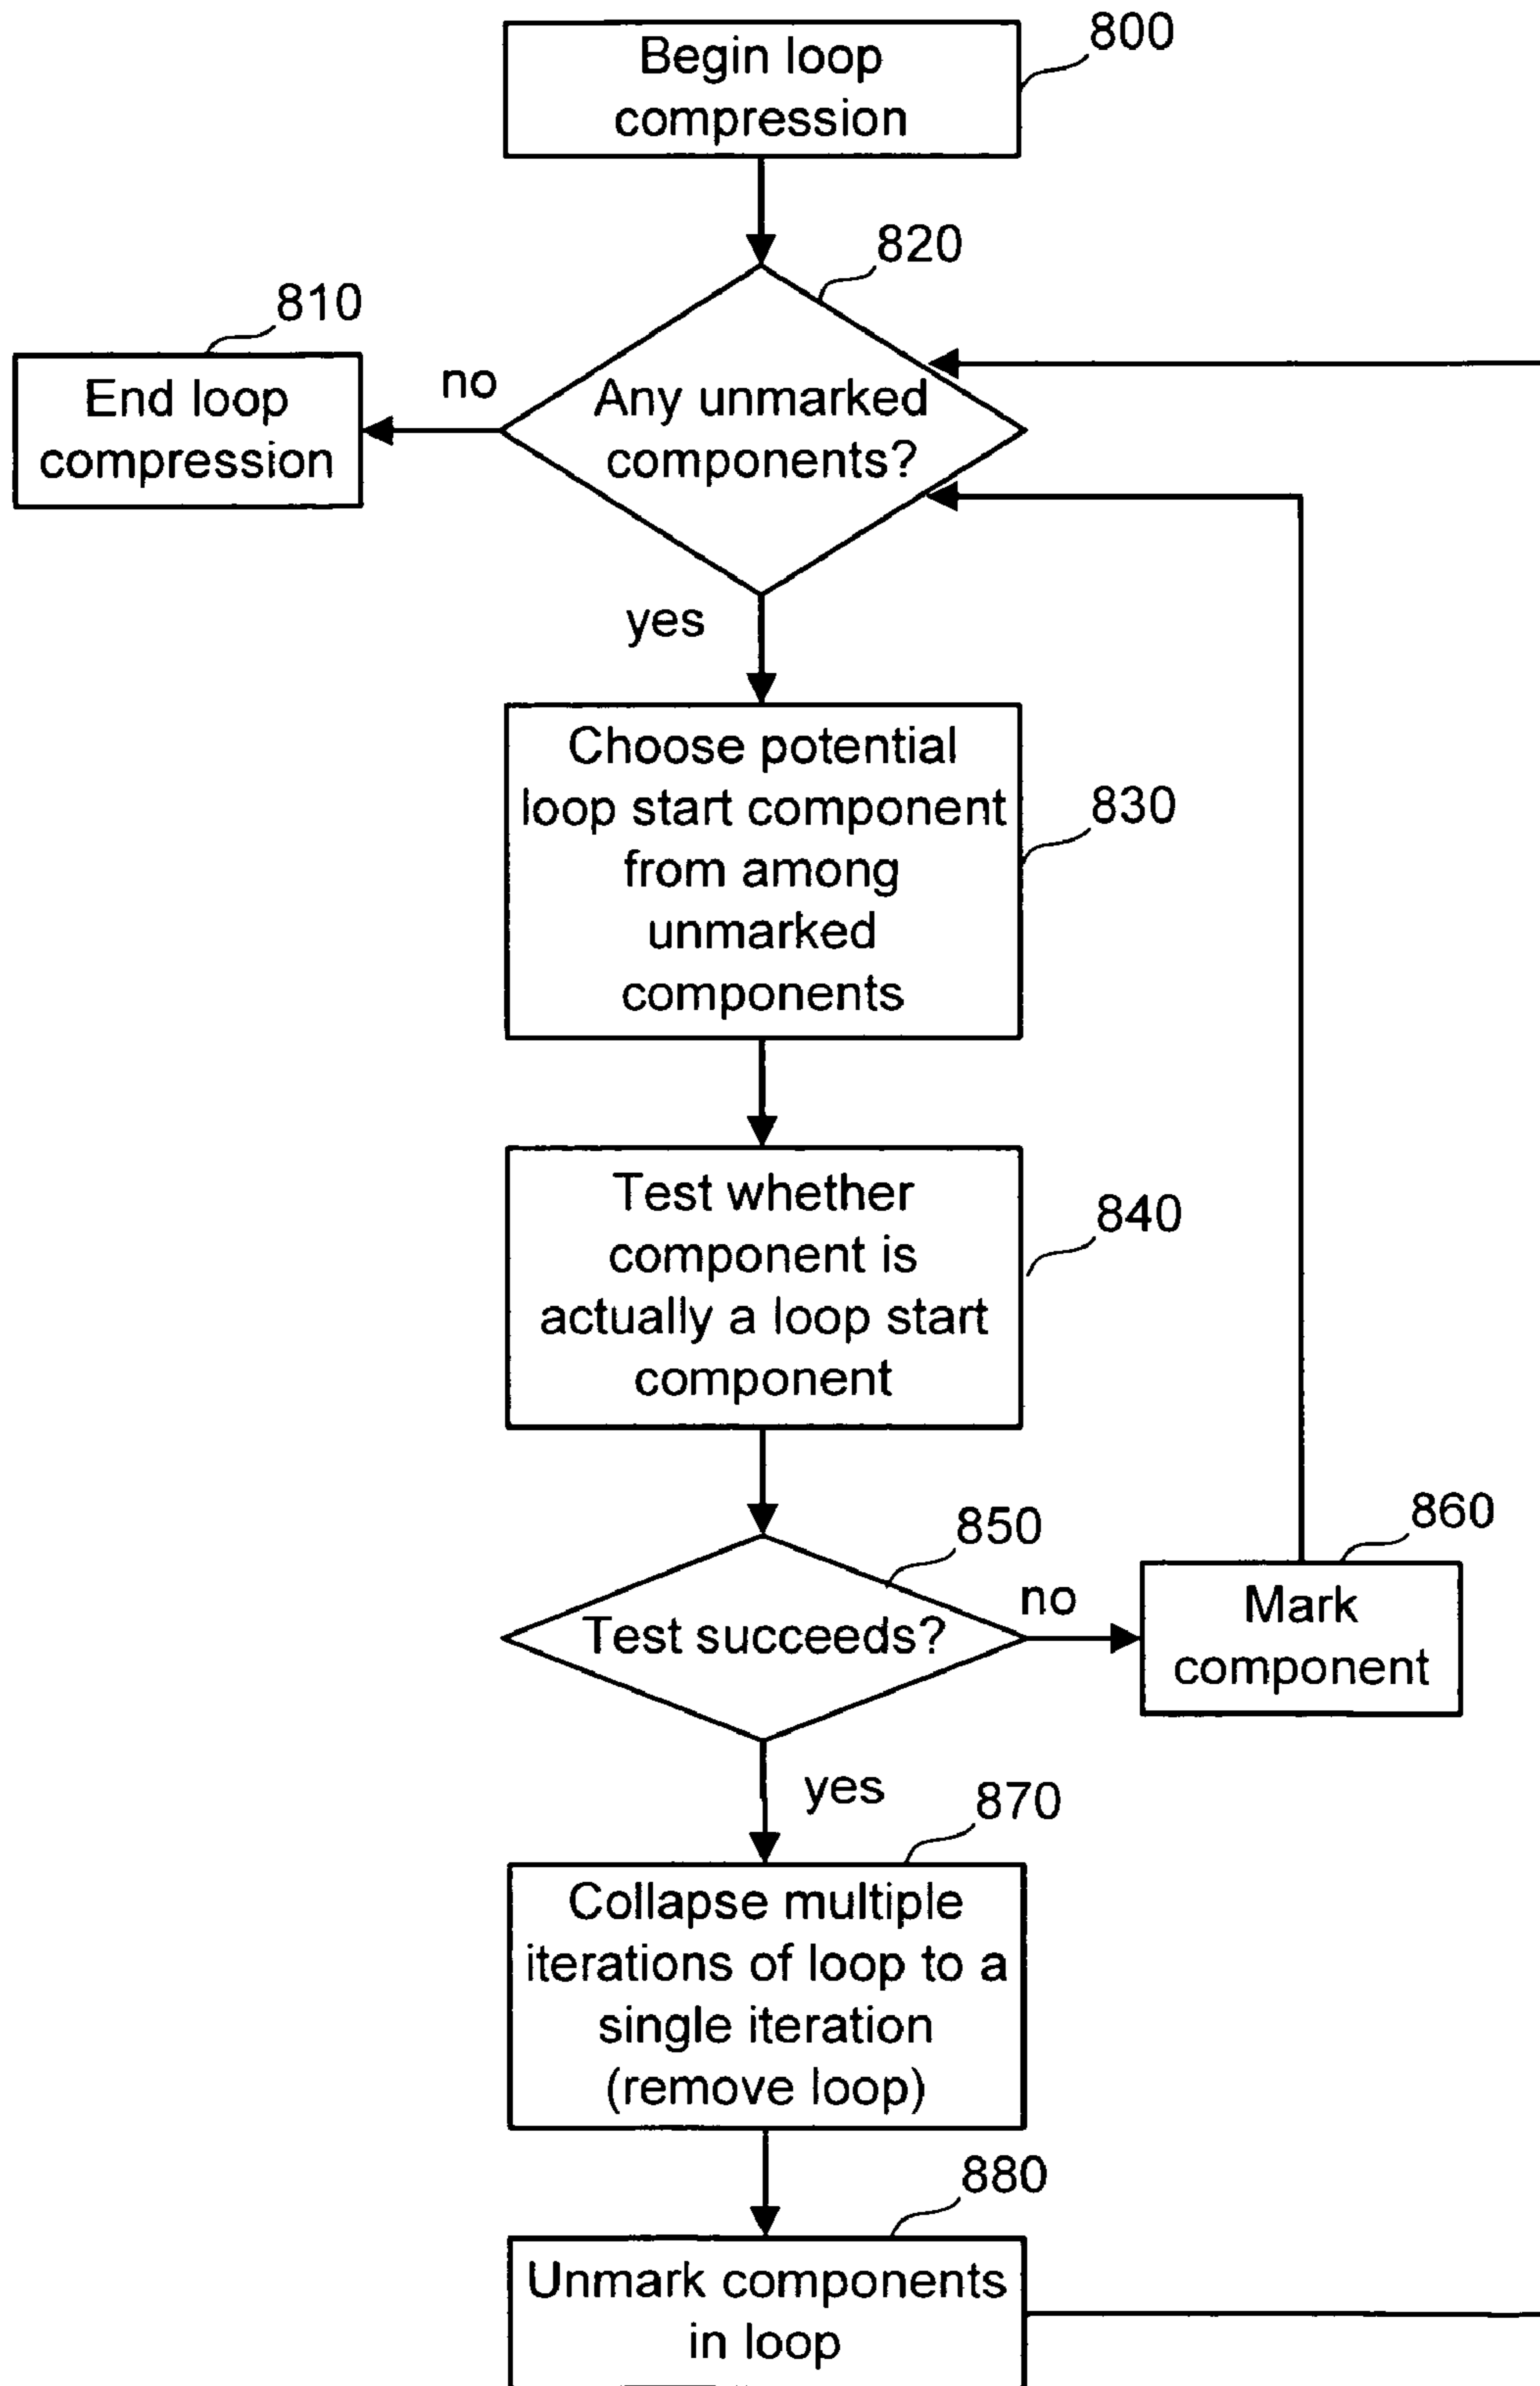 Begin loop
compression
800
820
810
End loop
compression
no
Any unmarked
components?
yes
Choose potential
loop start component
from among
unmarked
components
830
Test whether
component is
actually a loop start
component
840
850
Test succeeds?
no
860
Mark
component
yes
870
Collapse multiple
iterations of loop to a
single iteration
(remove loop)
880
Unmark components
in loop